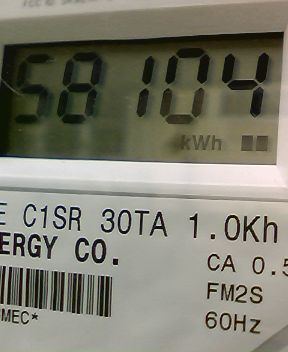 58104
kWh
E C1SR 30TA 1.0Kh
ERGY CO.
CA 0.5
FM2S
MEC*
60Hz